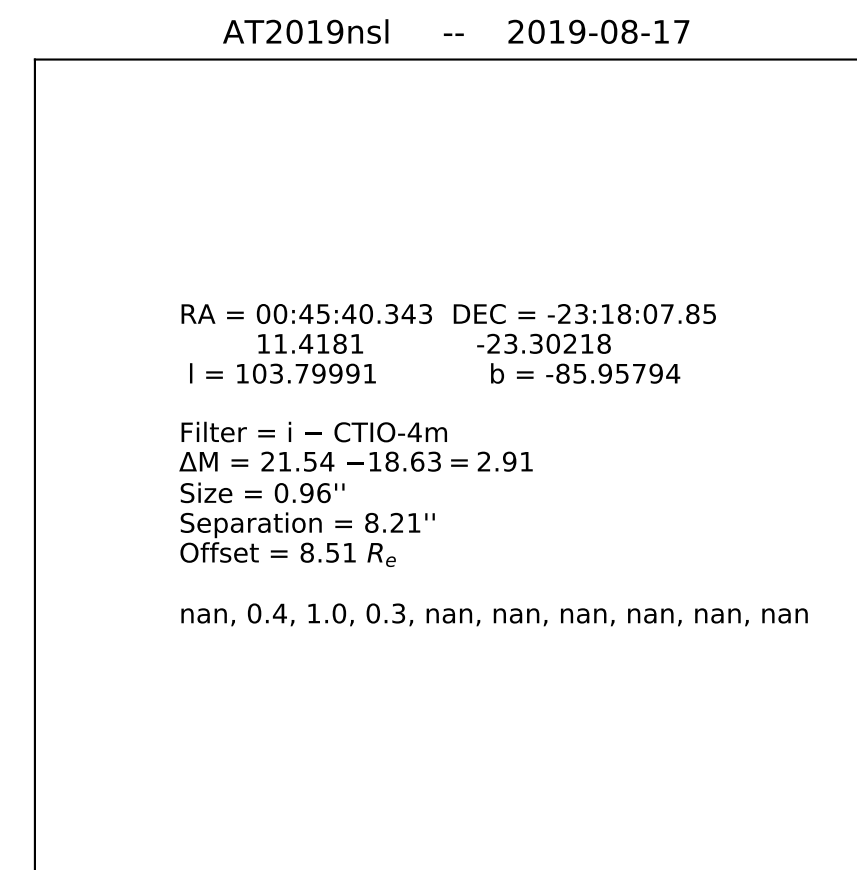 AT2019nsl -- 2019-08-17
RA = 00:45:40.343 DEC = -23:18:07.85
11.4181 -23.30218
l = 103.79991 b = -85.95794
Filter = i − CTIO-4m
ΔM = 21.54 −18.63 = 2.91
Size = 0.96''
Separation = 8.21''
Offset = 8.51 Rₑ
nan, 0.4, 1.0, 0.3, nan, nan, nan, nan, nan, nan